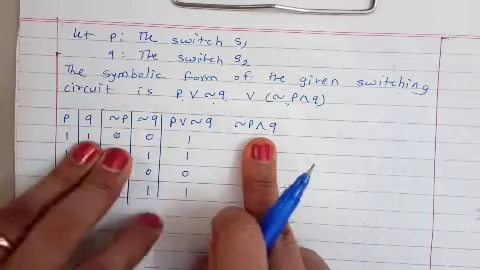 Let p: The switch S₁
q: The switch S₂
The symbolic form of the given switching
circuit is p ∨ ~q ∨ (~p ∧ q)
p q ~p ~q p ∨ ~q ~p ∧ q
1 1 0 0 1
1 1 1
0 0
1 1